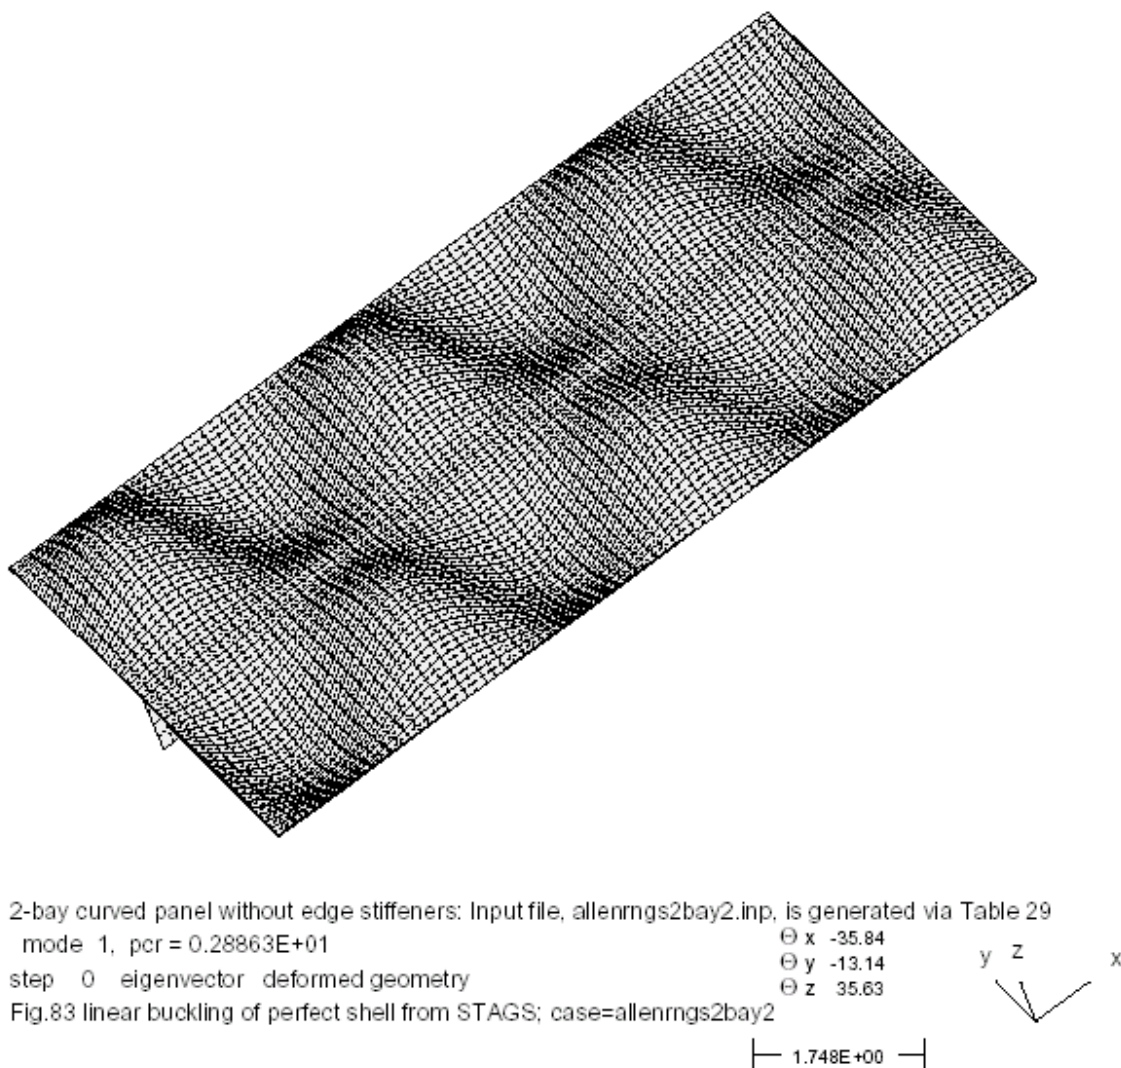 2-bay curved panel without edge stiffeners: Input file, allenrngs2bay2.inp, is generated via Table 29
mode 1, pcr = 0.28863E+01
step 0 eigenvector deformed geometry
Fig.83 linear buckling of perfect shell from STAGS; case=allenrngs2bay2
Θ x -35.84
Θ y -13.14
Θ z 35.63
y z x
1.748E+00